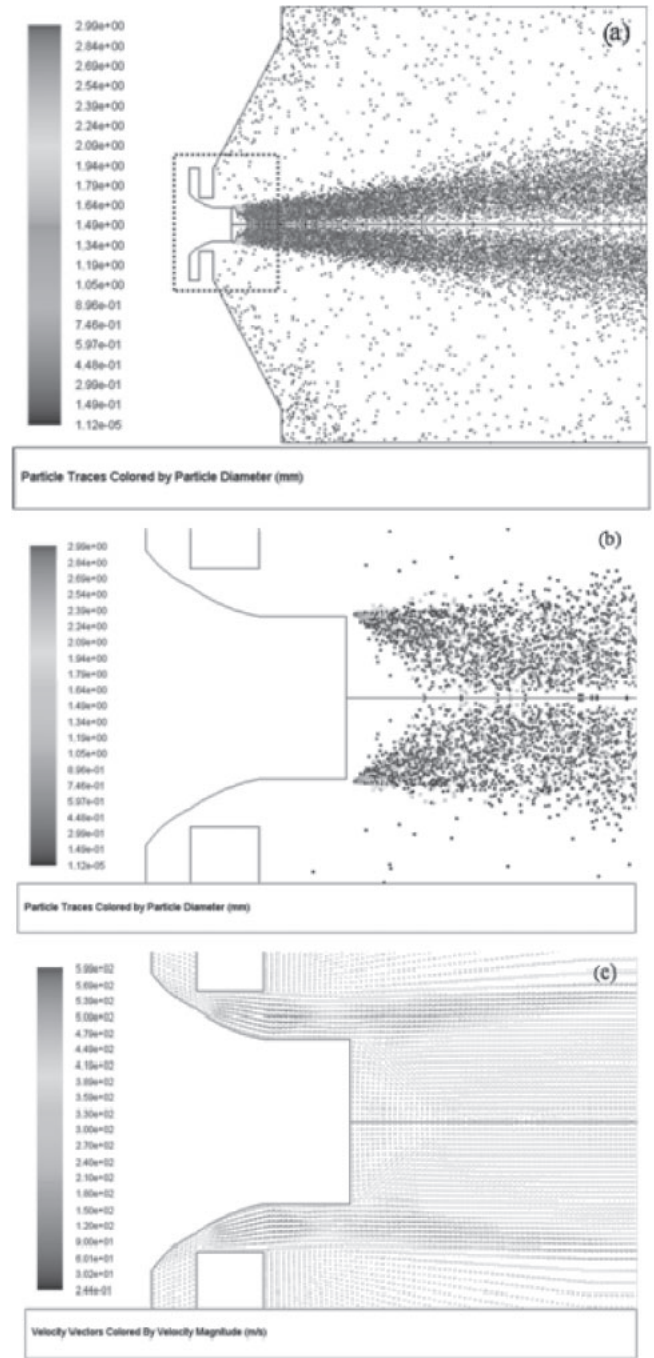 (a)
2.99e+00
2.84e+00
2.69e+00
2.54e+00
2.39e+00
2.24e+00
2.09e+00
1.94e+00
1.79e+00
1.64e+00
1.49e+00
1.34e+00
1.19e+00
1.05e+00
8.96e-01
7.46e-01
5.97e-01
4.48e-01
2.99e-01
1.49e-01
1.12e-05
Particle Traces Colored by Particle Diameter (mm)
(b)
2.99e+00
2.84e+00
2.69e+00
2.54e+00
2.39e+00
2.24e+00
2.09e+00
1.94e+00
1.79e+00
1.64e+00
1.49e+00
1.34e+00
1.19e+00
1.05e+00
8.96e-01
7.46e-01
5.97e-01
4.48e-01
2.99e-01
1.49e-01
1.12e-05
Particle Traces Colored by Particle Diameter (mm)
(c)
5.99e+02
5.69e+02
5.39e+02
5.09e+02
4.79e+02
4.49e+02
4.19e+02
3.89e+02
3.59e+02
3.30e+02
3.00e+02
2.70e+02
2.40e+02
2.10e+02
1.80e+02
1.50e+02
1.20e+02
9.00e+01
6.01e+01
3.02e+01
2.44e-01
Velocity Vectors Colored By Velocity Magnitude (m/s)